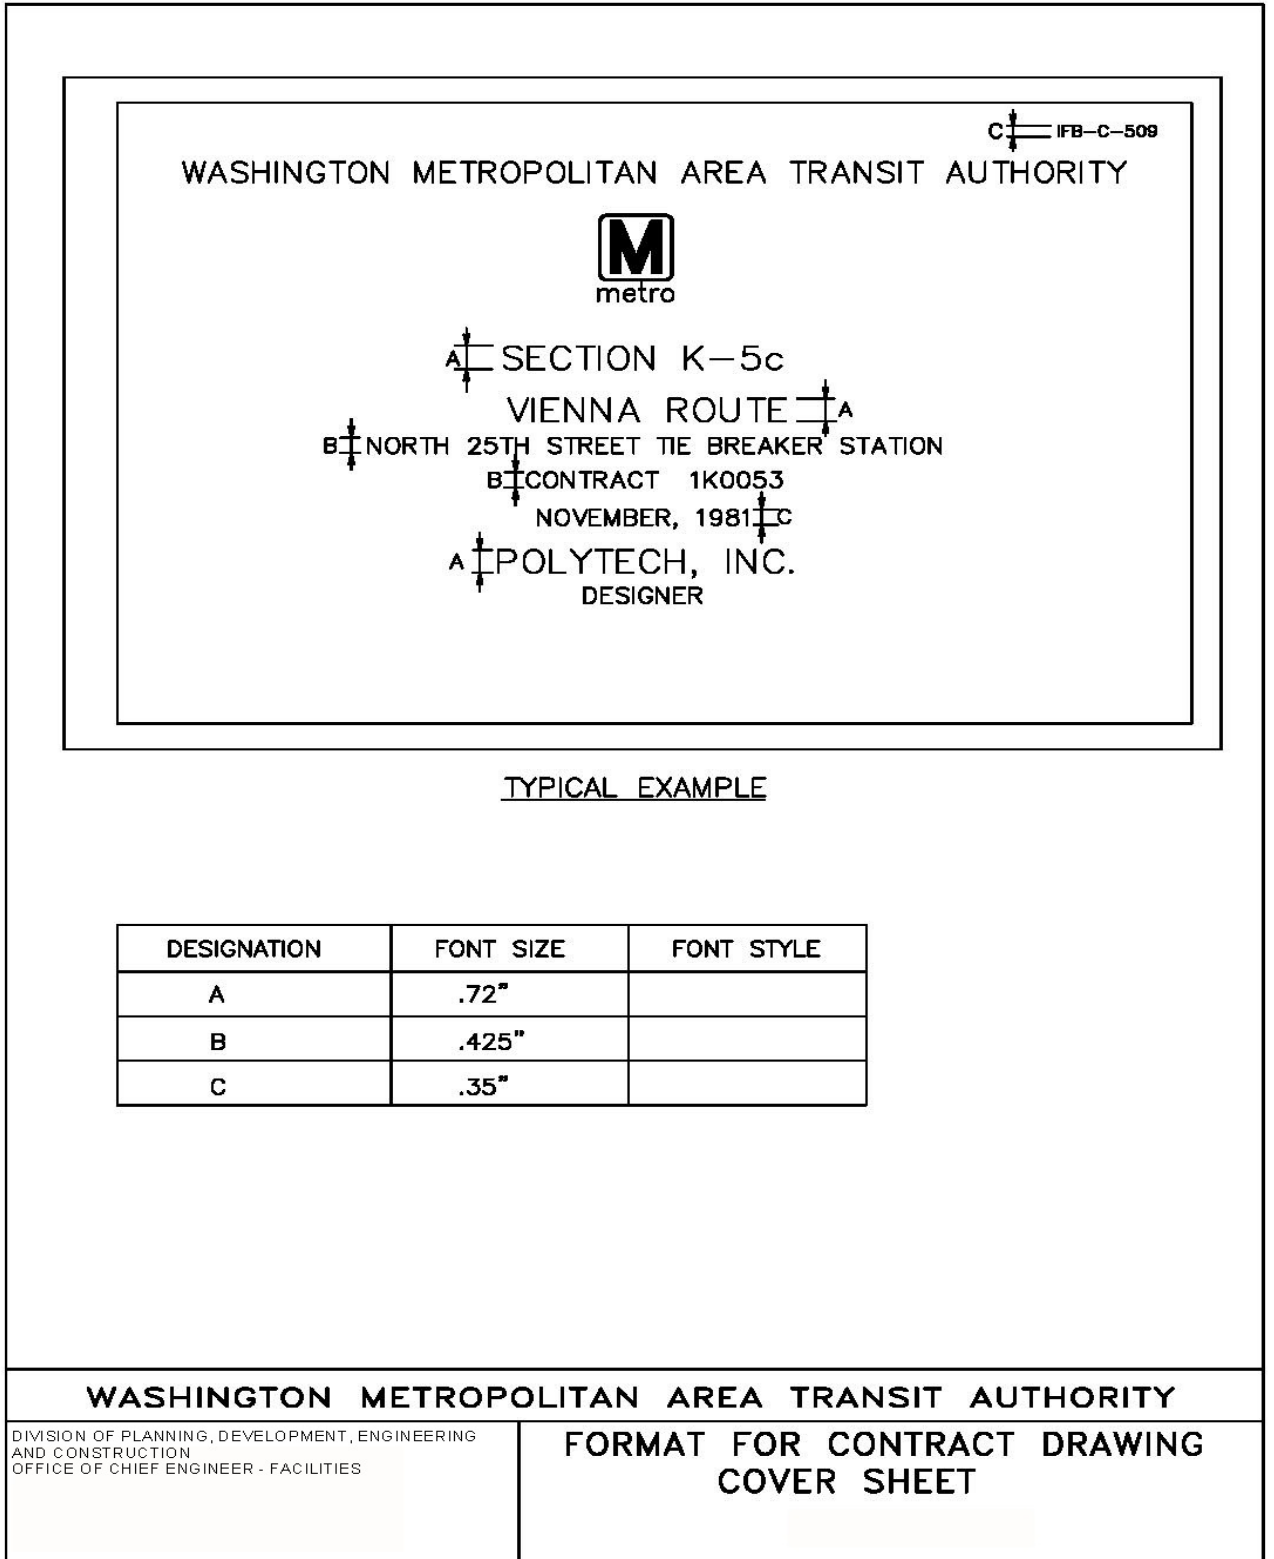 C IFB-C-509
WASHINGTON METROPOLITAN AREA TRANSIT AUTHORITY
M
metro
A SECTION K-5c
VIENNA ROUTE A
B NORTH 25TH STREET TIE BREAKER STATION
B CONTRACT 1K0053
NOVEMBER, 1981 C
A POLYTECH, INC.
DESIGNER
TYPICAL EXAMPLE
DESIGNATION FONT SIZE FONT STYLE
A .72"
B .425"
C .35"
WASHINGTON METROPOLITAN AREA TRANSIT AUTHORITY
DIVISION OF PLANNING, DEVELOPMENT, ENGINEERING
AND CONSTRUCTION
OFFICE OF CHIEF ENGINEER - FACILITIES
FORMAT FOR CONTRACT DRAWING
COVER SHEET